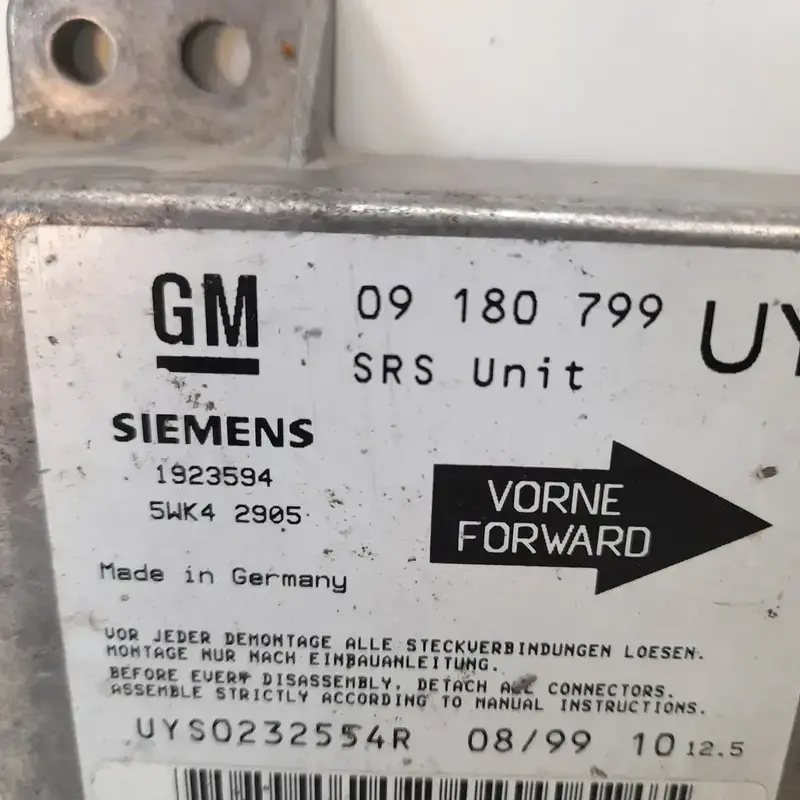 GM 09 180 799 UY
SRS Unit
SIEMENS
1923594
5WK4 2905
VORNE
FORWARD
Made in Germany
VOR JEDER DEMONTAGE ALLE STECKVERBINDUNGEN LOESEN.
MONTAGE NUR NACH EINBAUANLEITUNG.
BEFORE EVERY DISASSEMBLY, DETACH ALL CONNECTORS.
ASSEMBLE STRICTLY ACCORDING TO MANUAL INSTRUCTIONS.
UYS0232554R 08/99 10 12.5